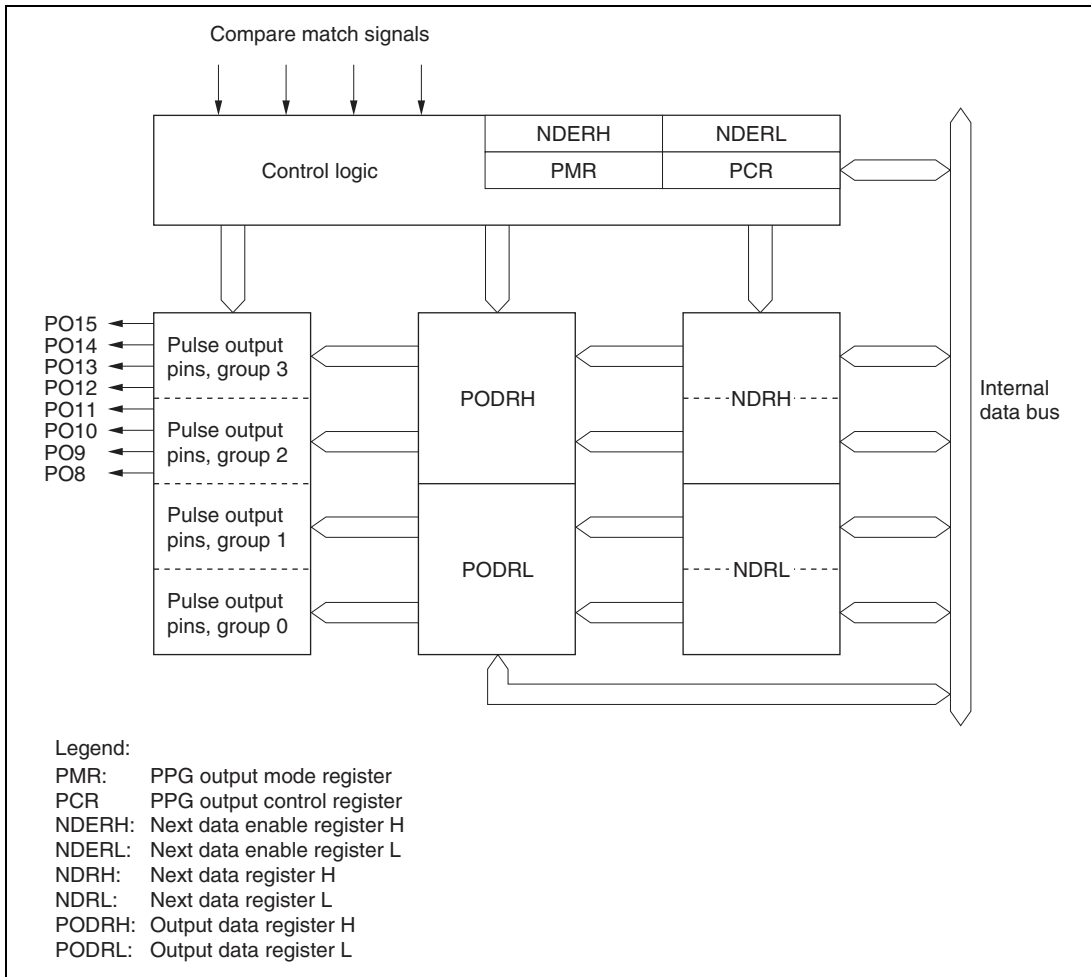 Compare match signals
Control logic
NDERH
NDERL
PMR
PCR
PO15
PO14
PO13
PO12
PO11
PO10
PO9
PO8
Pulse output
pins, group 3
Pulse output
pins, group 2
Pulse output
pins, group 1
Pulse output
pins, group 0
PODRH
PODRL
NDRH
NDRL
Internal
data bus
Legend:
PMR: PPG output mode register
PCR PPG output control register
NDERH: Next data enable register H
NDERL: Next data enable register L
NDRH: Next data register H
NDRL: Next data register L
PODRH: Output data register H
PODRL: Output data register L